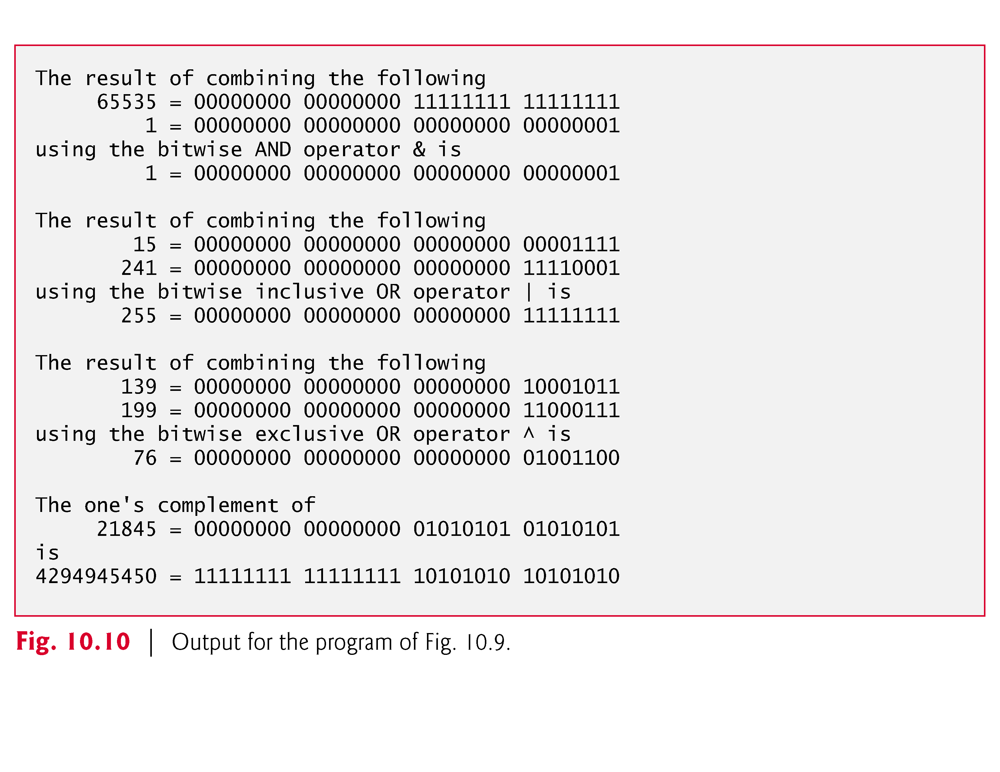 The result of combining the following
     65535 = 00000000 00000000 11111111 11111111
         1 = 00000000 00000000 00000000 00000001
using the bitwise AND operator & is
         1 = 00000000 00000000 00000000 00000001

The result of combining the following
        15 = 00000000 00000000 00000000 00001111
       241 = 00000000 00000000 00000000 11110001
using the bitwise inclusive OR operator | is
       255 = 00000000 00000000 00000000 11111111

The result of combining the following
       139 = 00000000 00000000 00000000 10001011
       199 = 00000000 00000000 00000000 11000111
using the bitwise exclusive OR operator ^ is
        76 = 00000000 00000000 00000000 01001100

The one's complement of
     21845 = 00000000 00000000 01010101 01010101
is
4294945450 = 11111111 11111111 10101010 10101010

Fig. 10.10 | Output for the program of Fig. 10.9.